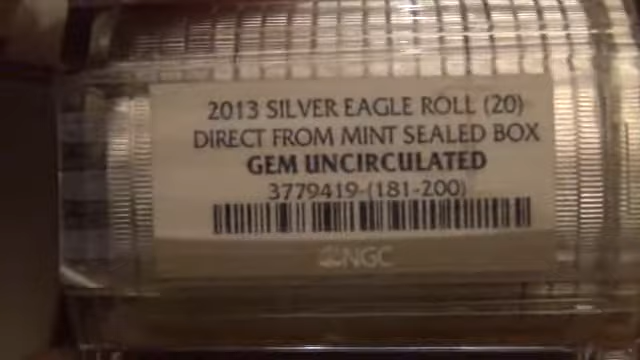 2013 SILVER EAGLE ROLL (20)
DIRECT FROM MINT SEALED BOX
GEM UNCIRCULATED
3779419-(181-200)
NGC